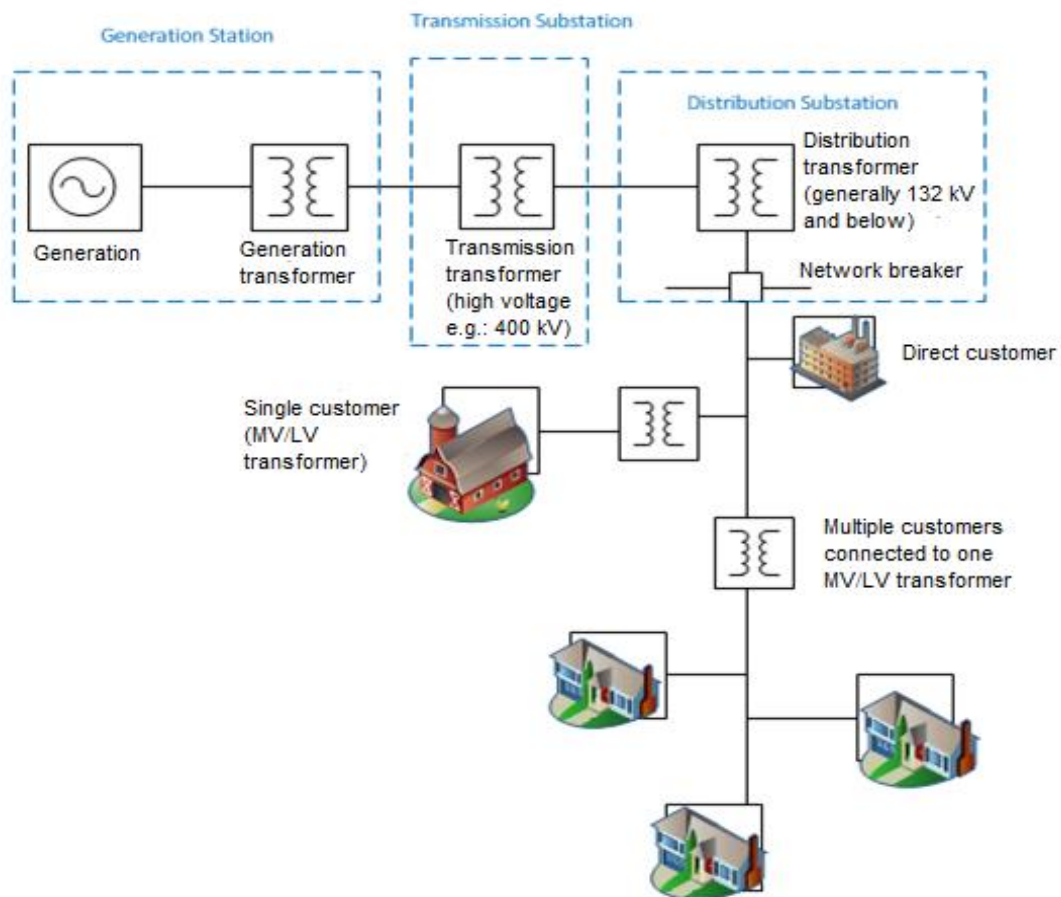 Transmission Substation
Generation Station
Distribution Substation
Distribution
transformer
(generally 132 kV
and below)
Generation
Generation
transformer
Transmission
transformer
(high voltage
e.g.: 400 kV)
Network breaker
Direct customer
Single customer
(MV/LV
transformer)
Multiple customers
connected to one
MV/LV transformer